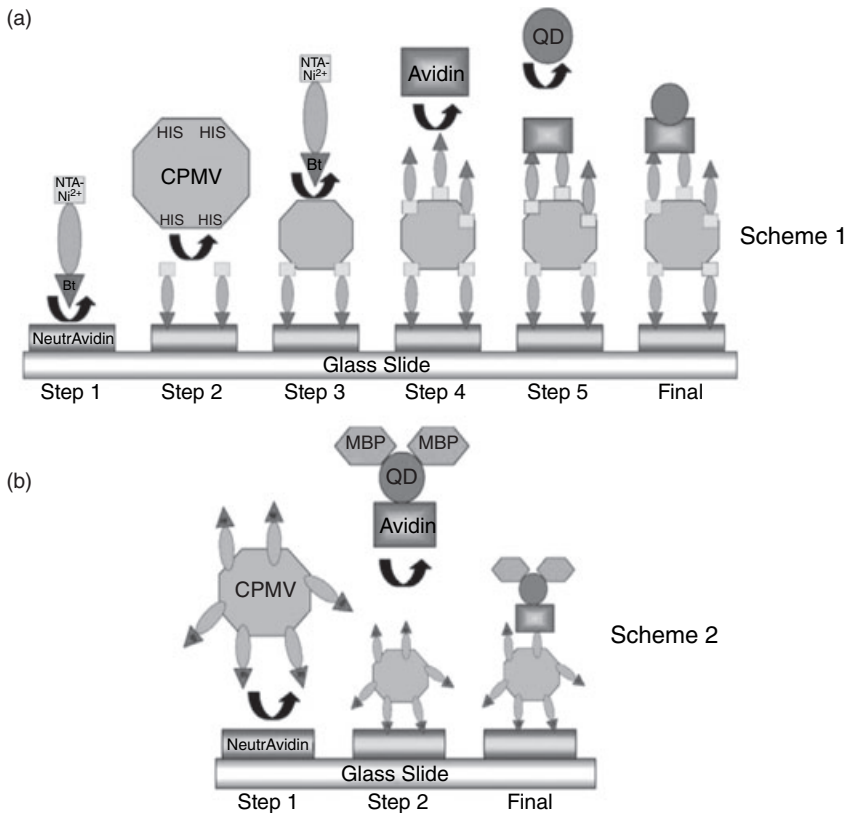 (a)
NTA-
Ni2+
Bt
NeutrAvidin
HIS HIS
CPMV
HIS HIS
NTA-
Ni2+
Bt
Avidin
QD
Scheme 1
Glass Slide
Step 1 Step 2 Step 3 Step 4 Step 5 Final
(b)
MBP MBP
QD
Avidin
CPMV
Scheme 2
NeutrAvidin
Glass Slide
Step 1 Step 2 Final